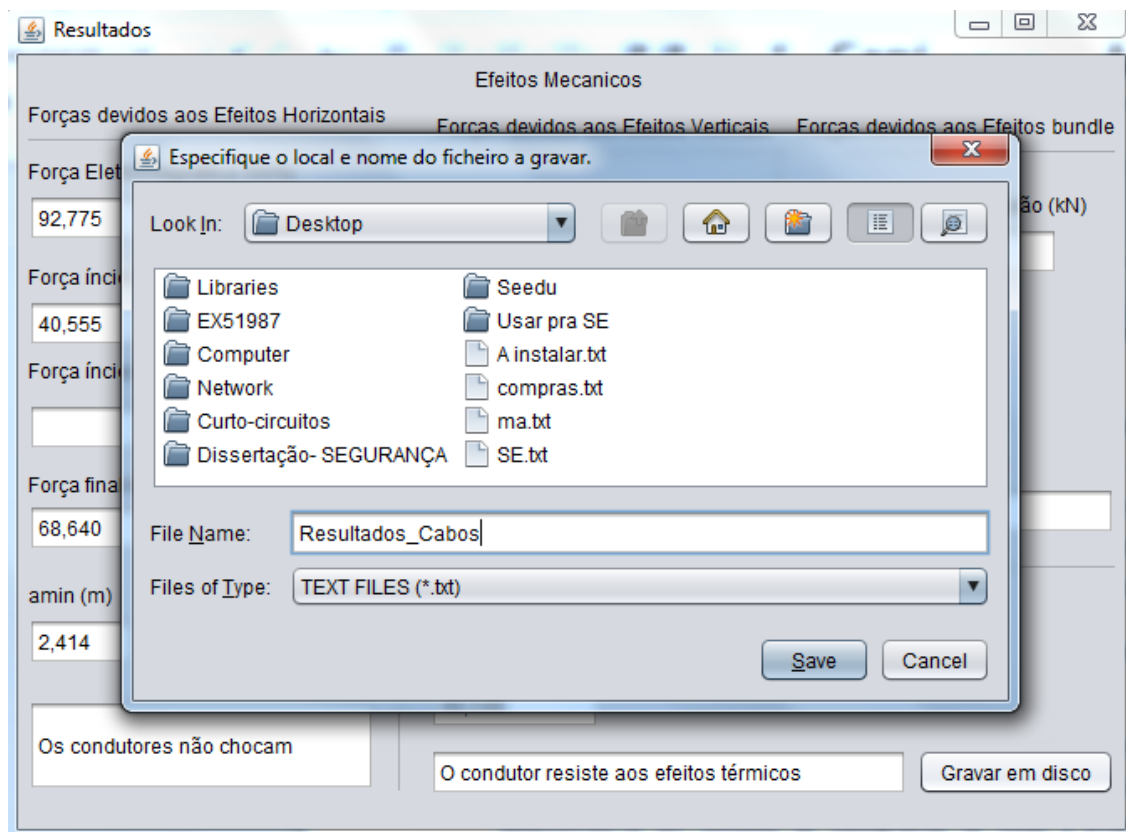 Resultados
Efeitos Mecanicos
Forças devidos aos Efeitos Horizontais
Forças devidos aos Efeitos Verticais
Forças devidos aos Efeitos bundle
Força Elet
92,775
ão (kN)
Força ínci
40,555
Força ínci
Força fina
68,640
amin (m)
2,414
Os condutores não chocam
O condutor resiste aos efeitos térmicos
Gravar em disco
Especifique o local e nome do ficheiro a gravar.
Look In:
Desktop
Libraries
EX51987
Computer
Network
Curto-circuitos
Dissertação- SEGURANÇA
Seedu
Usar pra SE
A instalar.txt
compras.txt
ma.txt
SE.txt
File Name:
Resultados_Cabos
Files of Type:
TEXT FILES (*.txt)
Save
Cancel